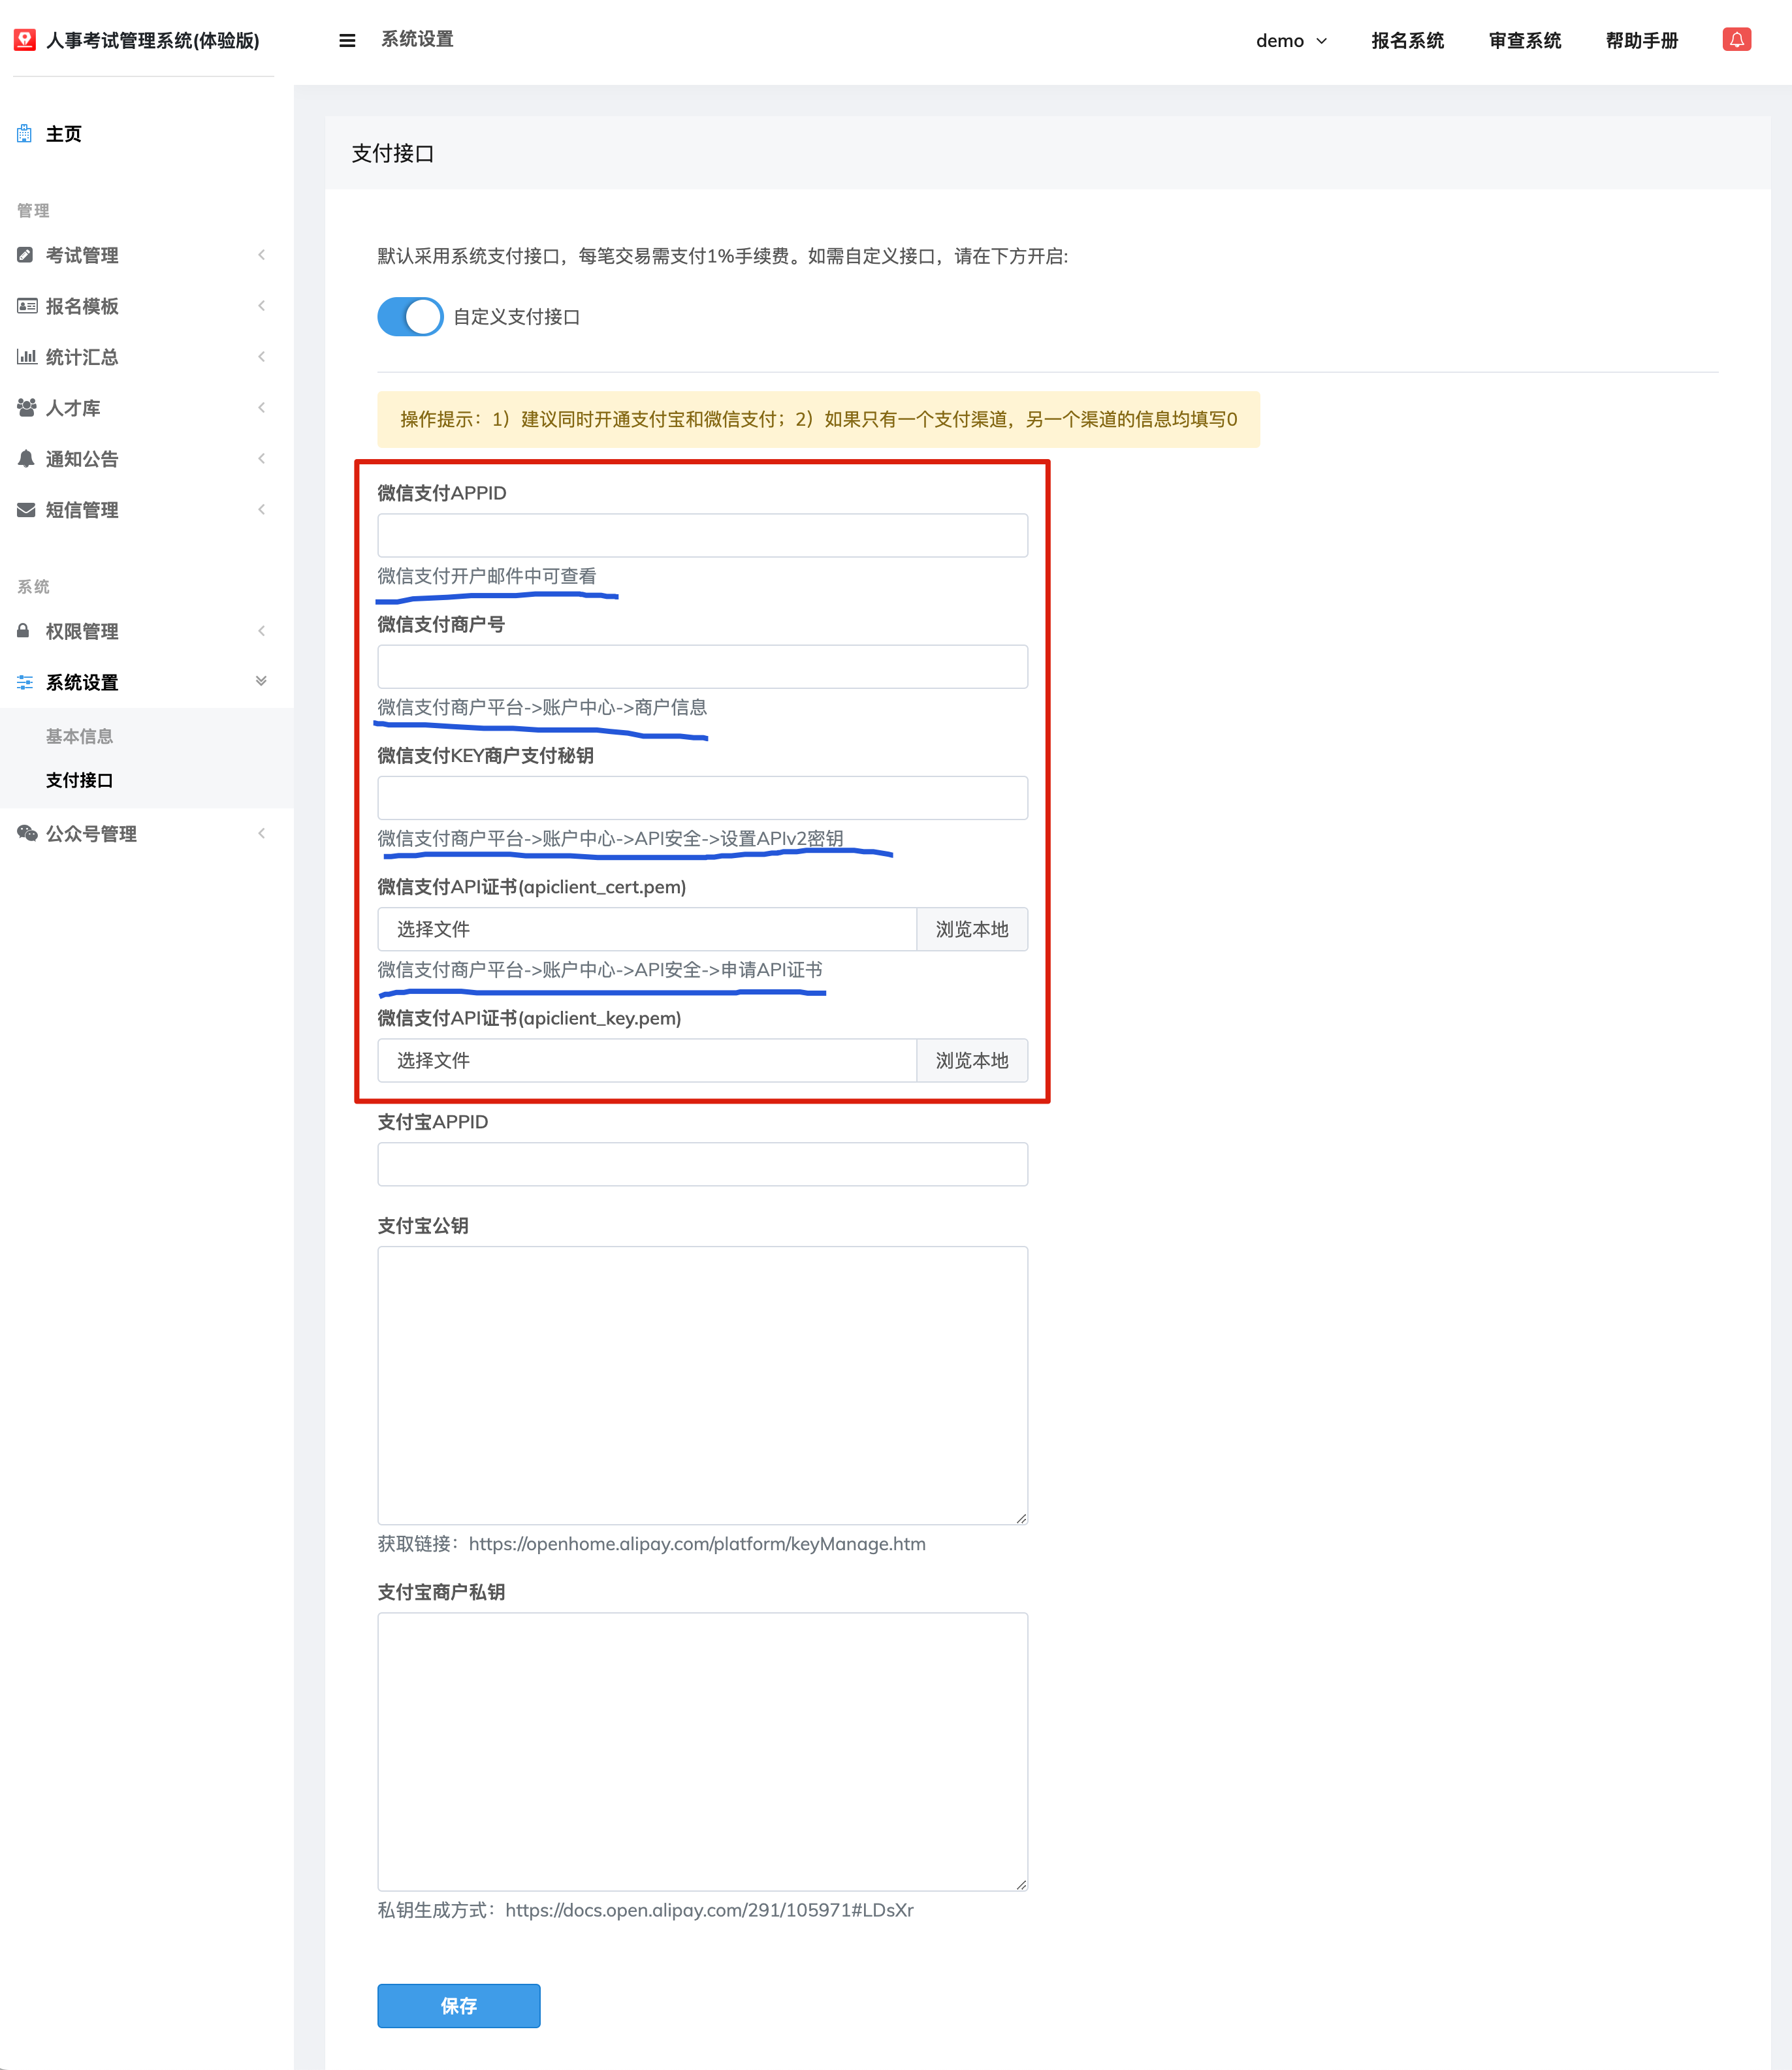 人事考试管理系统(体验版)
系统设置
demo
报名系统
审查系统
帮助手册
主页
管理
考试管理
报名模板
统计汇总
人才库
通知公告
短信管理
系统
权限管理
系统设置
基本信息
支付接口
公众号管理
支付接口
默认采用系统支付接口，每笔交易需支付1%手续费。如需自定义接口，请在下方开启:
自定义支付接口
操作提示：1）建议同时开通支付宝和微信支付；2）如果只有一个支付渠道，另一个渠道的信息均填写0
微信支付APPID
微信支付开户邮件中可查看
微信支付商户号
微信支付商户平台->账户中心->商户信息
微信支付KEY商户支付秘钥
微信支付商户平台->账户中心->API安全->设置APIv2密钥
微信支付API证书(apiclient_cert.pem)
选择文件
浏览本地
微信支付商户平台->账户中心->API安全->申请API证书
微信支付API证书(apiclient_key.pem)
选择文件
浏览本地
支付宝APPID
支付宝公钥
获取链接：https://openhome.alipay.com/platform/keyManage.htm
支付宝商户私钥
私钥生成方式：https://docs.open.alipay.com/291/105971#LDsXr
保存